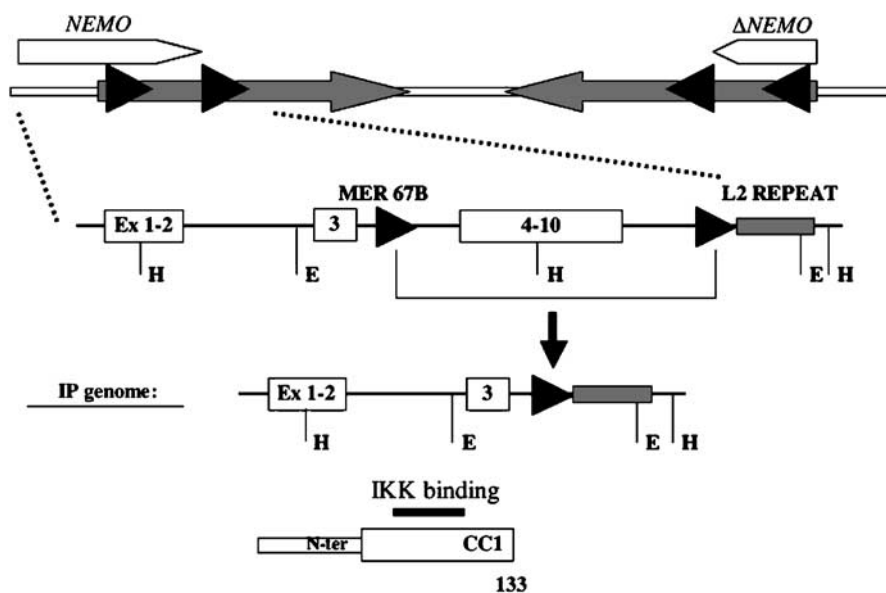 NEMO ΔNEMO
MER 67B L2 REPEAT
Ex 1-2 3 4-10
H E H E H
IP genome: Ex 1-2 3
H E E H
IKK binding
N-ter CC1
133